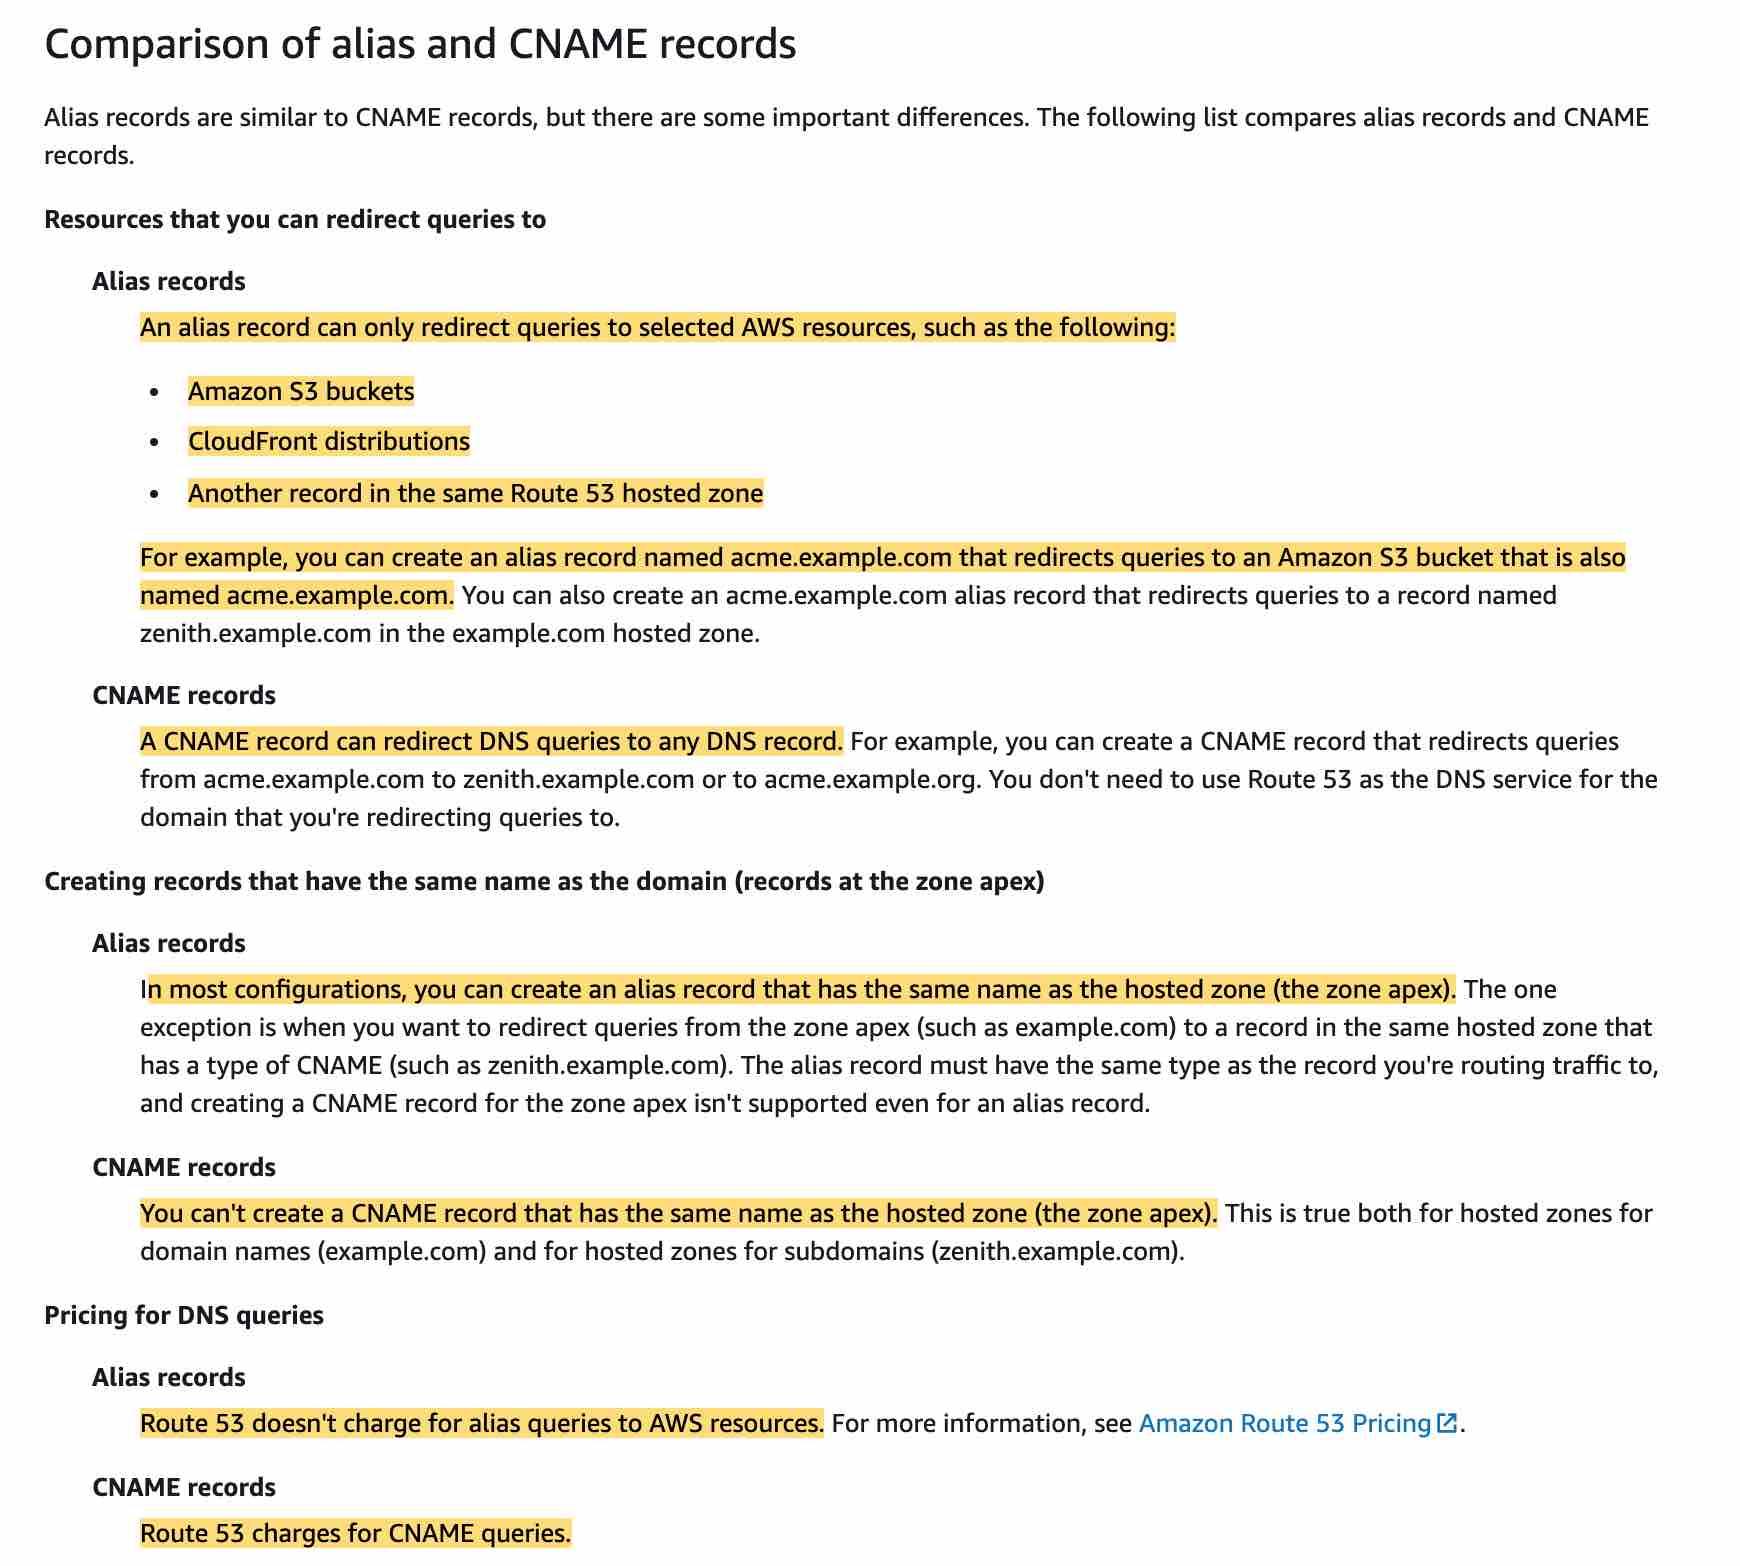 Comparison of alias and CNAME records
Alias records are similar to CNAME records, but there are some important differences. The following list compares alias records and CNAME
records.
Resources that you can redirect queries to
Alias records
An alias record can only redirect queries to selected AWS resources, such as the following:
• Amazon S3 buckets
• CloudFront distributions
• Another record in the same Route 53 hosted zone
For example, you can create an alias record named acme.example.com that redirects queries to an Amazon S3 bucket that is also
named acme.example.com. You can also create an acme.example.com alias record that redirects queries to a record named
zenith.example.com in the example.com hosted zone.
CNAME records
A CNAME record can redirect DNS queries to any DNS record. For example, you can create a CNAME record that redirects queries
from acme.example.com to zenith.example.com or to acme.example.org. You don't need to use Route 53 as the DNS service for the
domain that you're redirecting queries to.
Creating records that have the same name as the domain (records at the zone apex)
Alias records
In most configurations, you can create an alias record that has the same name as the hosted zone (the zone apex). The one
exception is when you want to redirect queries from the zone apex (such as example.com) to a record in the same hosted zone that
has a type of CNAME (such as zenith.example.com). The alias record must have the same type as the record you're routing traffic to,
and creating a CNAME record for the zone apex isn't supported even for an alias record.
CNAME records
You can't create a CNAME record that has the same name as the hosted zone (the zone apex). This is true both for hosted zones for
domain names (example.com) and for hosted zones for subdomains (zenith.example.com).
Pricing for DNS queries
Alias records
Route 53 doesn't charge for alias queries to AWS resources. For more information, see Amazon Route 53 Pricing.
CNAME records
Route 53 charges for CNAME queries.